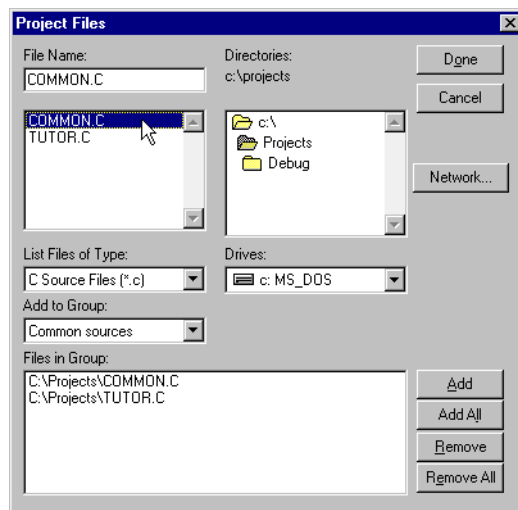 Project Files
File Name:
COMMON.C
COMMON.C
TUTOR.C
Directories:
c:\projects
c:\
Projects
Debug
Done
Cancel
Network...
List Files of Type:
C Source Files (*.c)
Drives:
c: MS_DOS
Add to Group:
Common sources
Files in Group:
C:\Projects\COMMON.C
C:\Projects\TUTOR.C
Add
Add All
Remove
Remove All